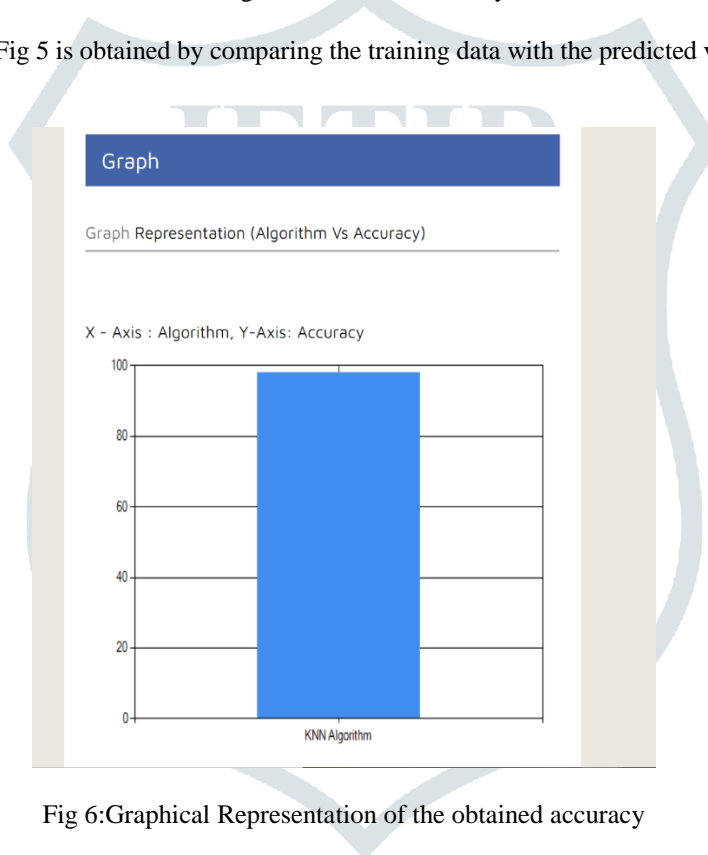 Fig 5 is obtained by comparing the training data with the predicted
Graph
Graph Representation (Algorithm Vs Accuracy)
X - Axis : Algorithm, Y-Axis: Accuracy
100
80
60
40
20
0
KNN Algorithm
Fig 6:Graphical Representation of the obtained accuracy